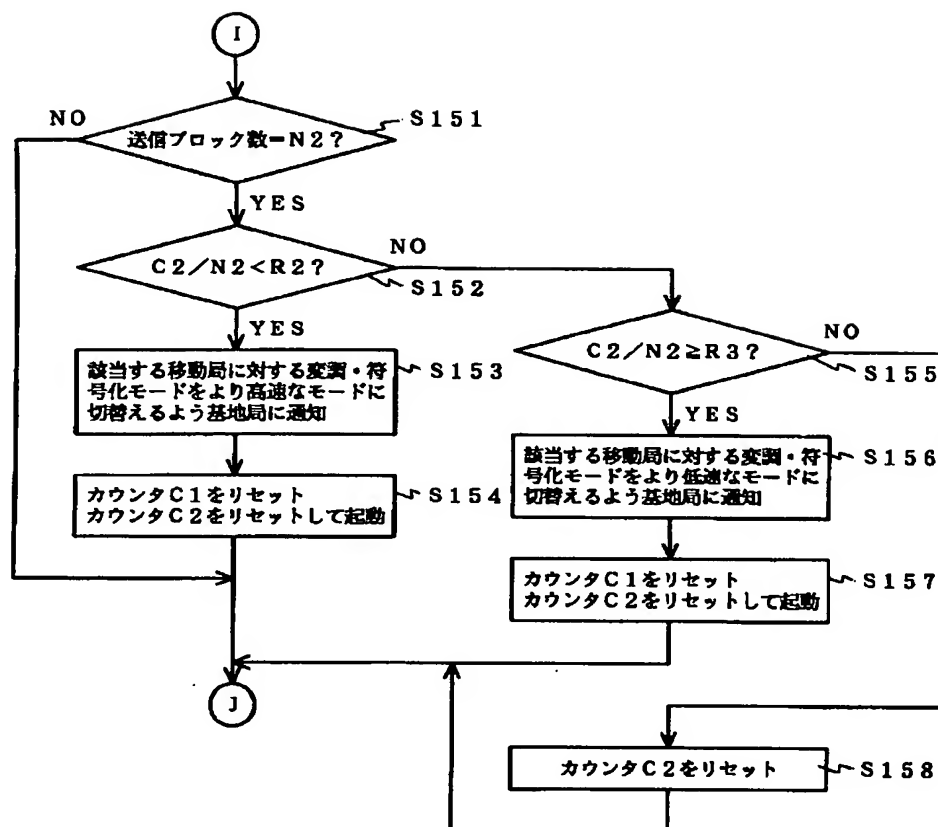 I
NO
送信ブロック数=N2?
S151
YES
C2/N2<R2?
NO
S152
YES
該当する移動局に対する変調・符
号化モードをより高速なモードに
切替えるよう基地局に通知
S153
C2/N2≧R3?
NO
S155
YES
カウンタC1をリセット
カウンタC2をリセットして起動
S154
該当する移動局に対する変調・符
号化モードをより低速なモードに
切替えるよう基地局に通知
S156
カウンタC1をリセット
カウンタC2をリセットして起動
S157
J
カウンタC2をリセット
S158